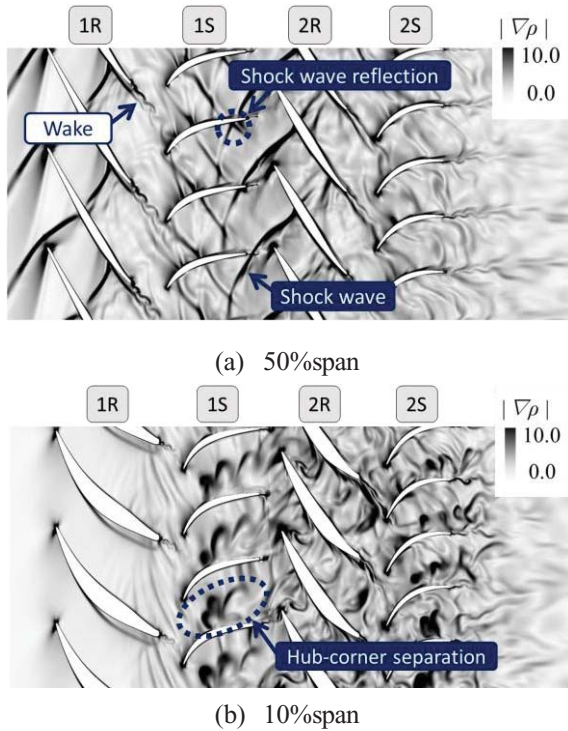 1R 1S 2R 2S
| ∇ρ |
10.0
0.0
Shock wave reflection
Wake
Shock wave
(a) 50%span
1R 1S 2R 2S
| ∇ρ |
10.0
0.0
Hub-corner separation
(b) 10%span